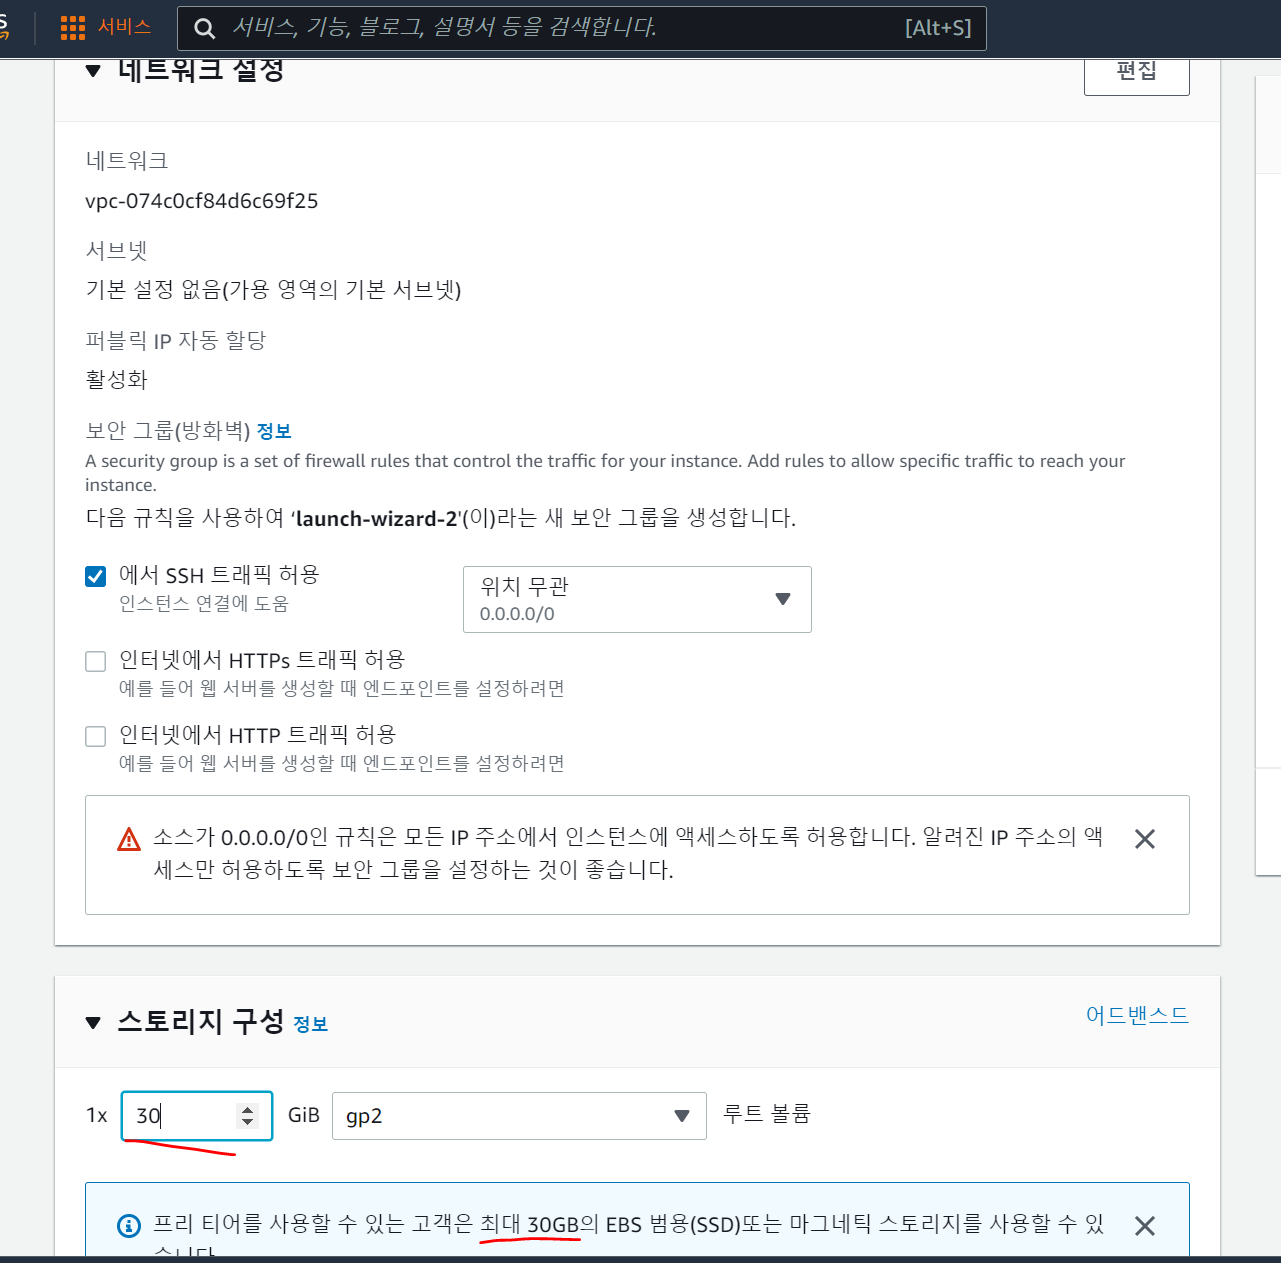 서비스
서비스, 기능, 블로그, 설명서 등을 검색합니다.
[Alt+S]
네트워크 설정
편집
네트워크
vpc-074c0cf84d6c69f25
서브넷
기본 설정 없음(가용 영역의 기본 서브넷)
퍼블릭 IP 자동 할당
활성화
보안 그룹(방화벽) 정보
A security group is a set of firewall rules that control the traffic for your instance. Add rules to allow specific traffic to reach your
instance.
다음 규칙을 사용하여 ‘launch-wizard-2'(이)라는 새 보안 그룹을 생성합니다.
에서 SSH 트래픽 허용
인스턴스 연결에 도움
위치 무관
0.0.0.0/0
인터넷에서 HTTPs 트래픽 허용
예를 들어 웹 서버를 생성할 때 엔드포인트를 설정하려면
인터넷에서 HTTP 트래픽 허용
예를 들어 웹 서버를 생성할 때 엔드포인트를 설정하려면
소스가 0.0.0.0/0인 규칙은 모든 IP 주소에서 인스턴스에 액세스하도록 허용합니다. 알려진 IP 주소의 액
세스만 허용하도록 보안 그룹을 설정하는 것이 좋습니다.
스토리지 구성 정보
어드밴스드
1x 30 GiB gp2 루트 볼륨
프리 티어를 사용할 수 있는 고객은 최대 30GB의 EBS 범용(SSD)또는 마그네틱 스토리지를 사용할 수 있
습니다